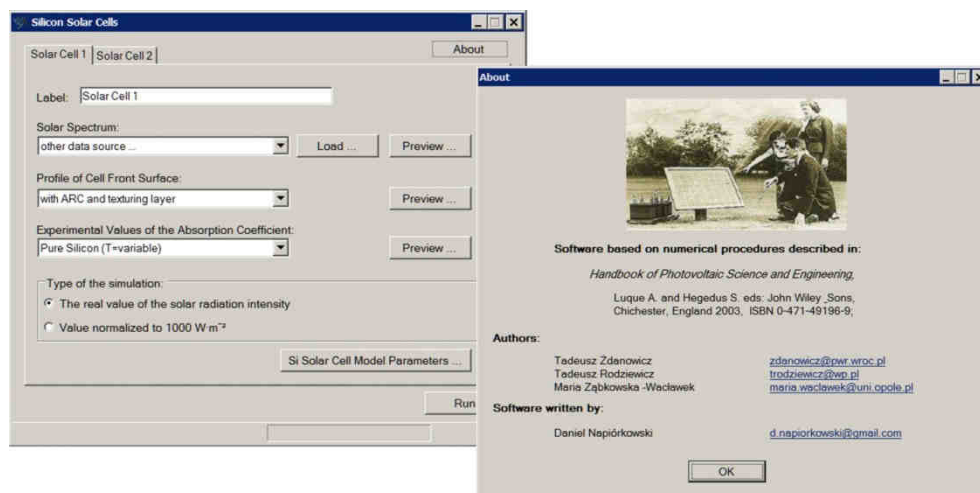 Silicon Solar Cells
Solar Cell 1
Solar Cell 2
About
Label:
Solar Cell 1
Solar Spectrum:
other data source ...
Load ...
Preview ...
Profile of Cell Front Surface:
with ARC and texturing layer
Preview ...
Experimental Values of the Absorption Coefficient:
Pure Silicon (T=variable)
Preview ...
Type of the simulation:
The real value of the solar radiation intensity
Value normalized to 1000 W·m⁻²
Si Solar Cell Model Parameters ...
Run
About
Software based on numerical procedures described in:
Handbook of Photovoltaic Science and Engineering,
Luque A. and Hegedus S. eds: John Wiley _Sons,
Chichester, England 2003, ISBN 0-471-49196-9;
Authors:
Tadeusz Żdanowicz zdanowicz@pwr.wroc.pl
Tadeusz Rodziewicz trodziewicz@wp.pl
Maria Ząbkowska -Wacławek maria.waclawek@uni.opole.pl
Software written by:
Daniel Napiórkowski d.napiorkowski@gmail.com
OK